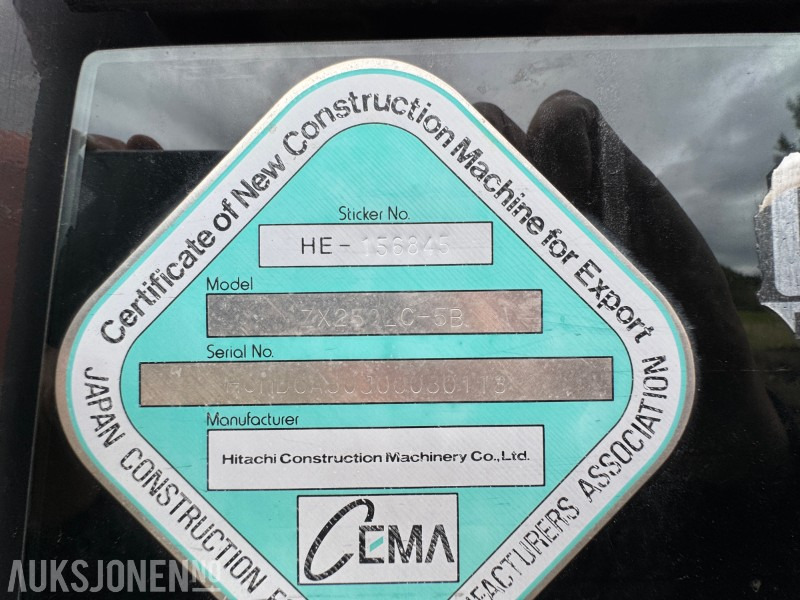 Certificate of New Construction Machine for Export
Sticker No.
HE-156845
Model
ZX250LC-5B
Serial No.
Manufacturer
Hitachi Construction Machinery Co.,Ltd.
CEMA
JAPAN CONSTRUCTION
MANUFACTURERS ASSOCIATION
AUKSJONEN.NO